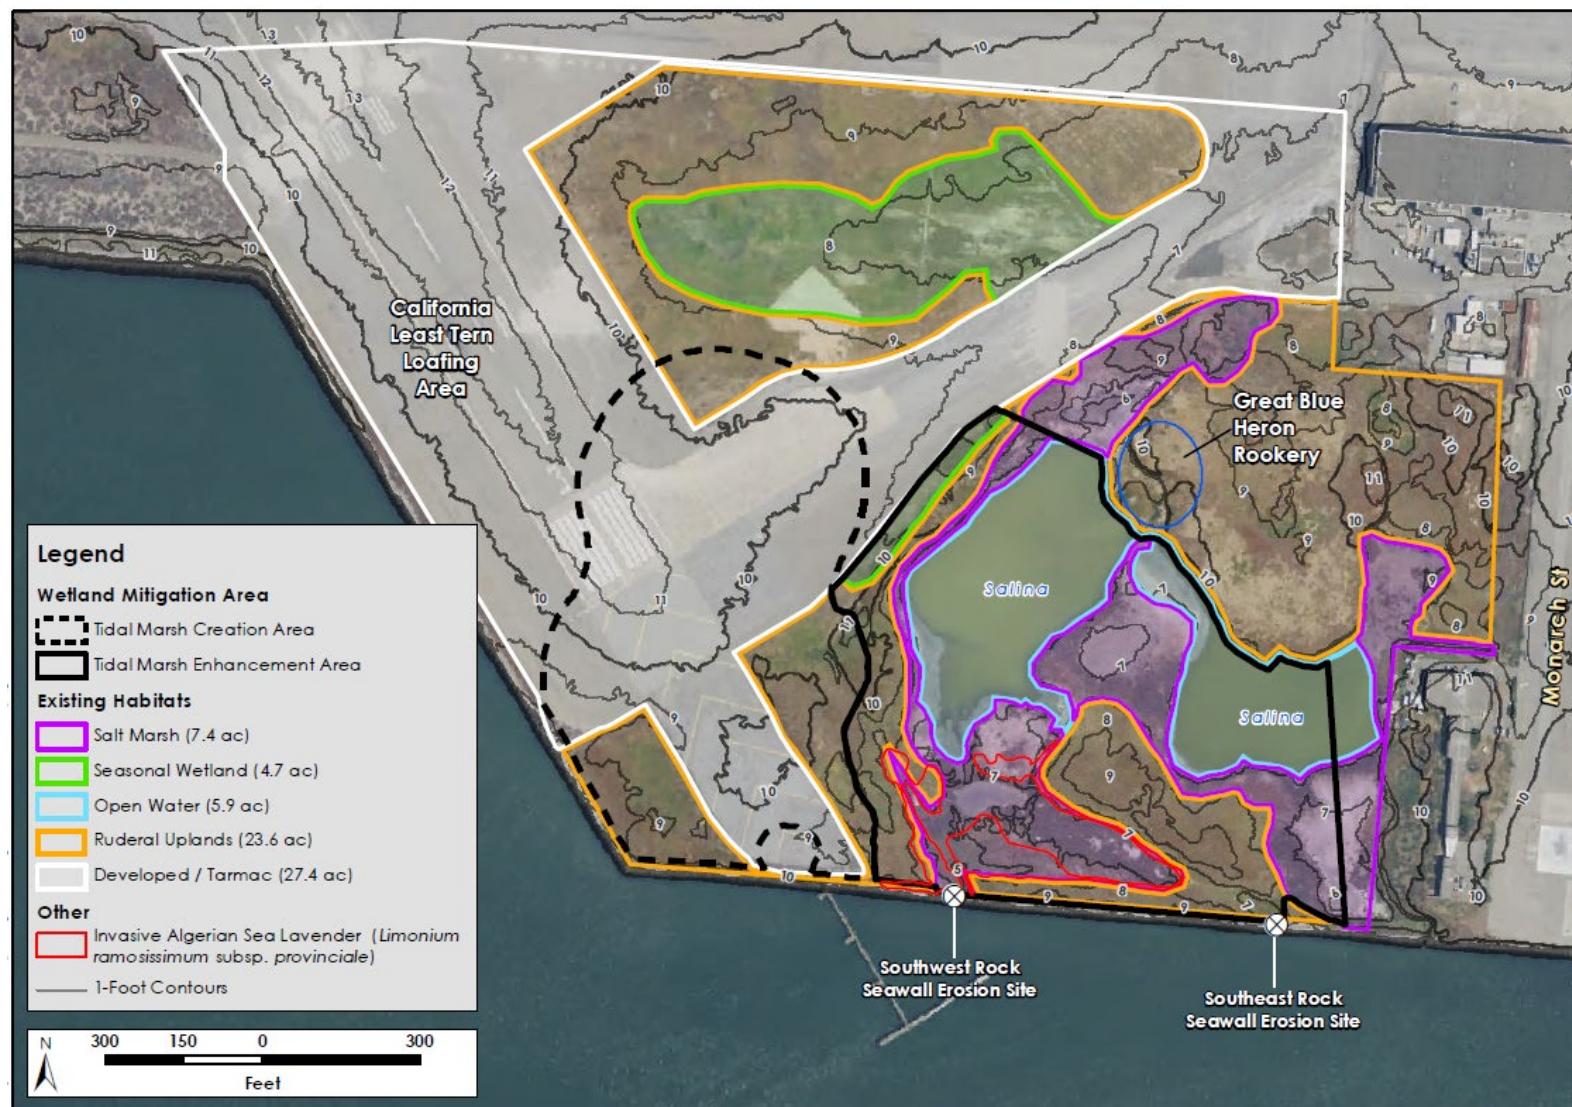 California
Least Tern
Loafing
Area
Great Blue
Heron
Rookery
Salina
Salina
Monarch St
Southwest Rock
Seawall Erosion Site
Southeast Rock
Seawall Erosion Site
Legend
Wetland Mitigation Area
Tidal Marsh Creation Area
Tidal Marsh Enhancement Area
Existing Habitats
Salt Marsh (7.4 ac)
Seasonal Wetland (4.7 ac)
Open Water (5.9 ac)
Ruderal Uplands (23.6 ac)
Developed / Tarmac (27.4 ac)
Other
Invasive Algerian Sea Lavender (Limonium
ramosissimum subsp. provinciale)
1-Foot Contours
N
300 150 0 300
Feet